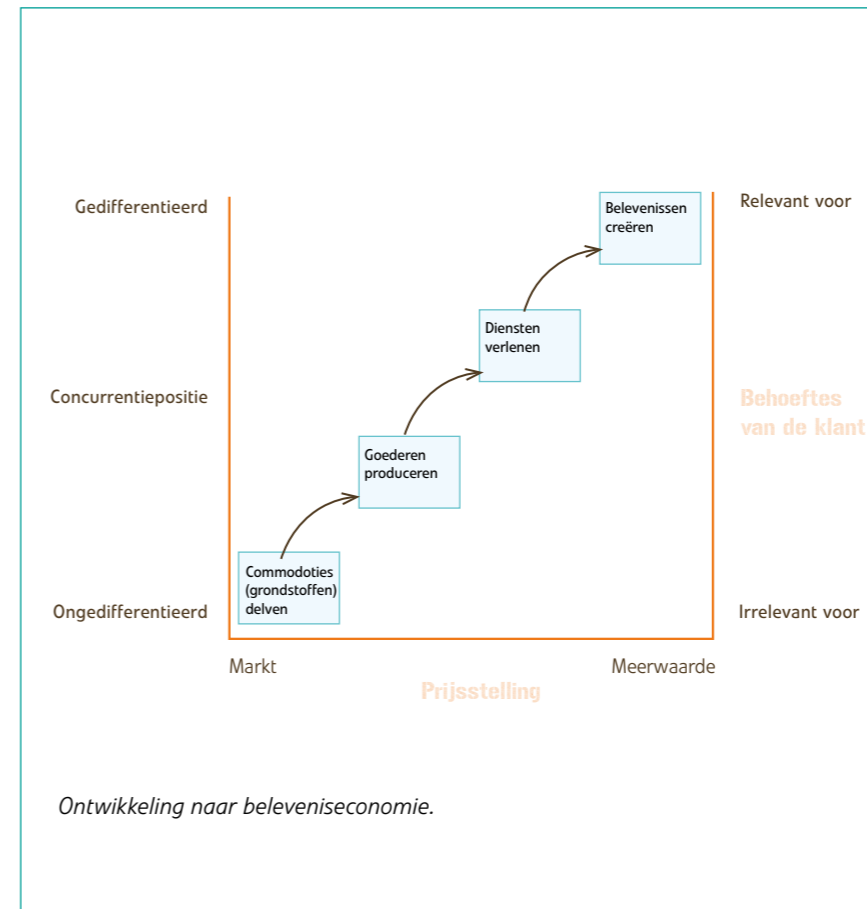 Gedifferentieerd
Belevenissen
creëren
Relevant voor
Diensten
verlenen
Concurrentiepositie
Behoeftes
van de klant
Goederen
produceren
Commodoties
(grondstoffen)
delven
Ongedifferentieerd
Irrelevant voor
Markt
Meerwaarde
Prijsstelling
Ontwikkeling naar beleveniseconomie.